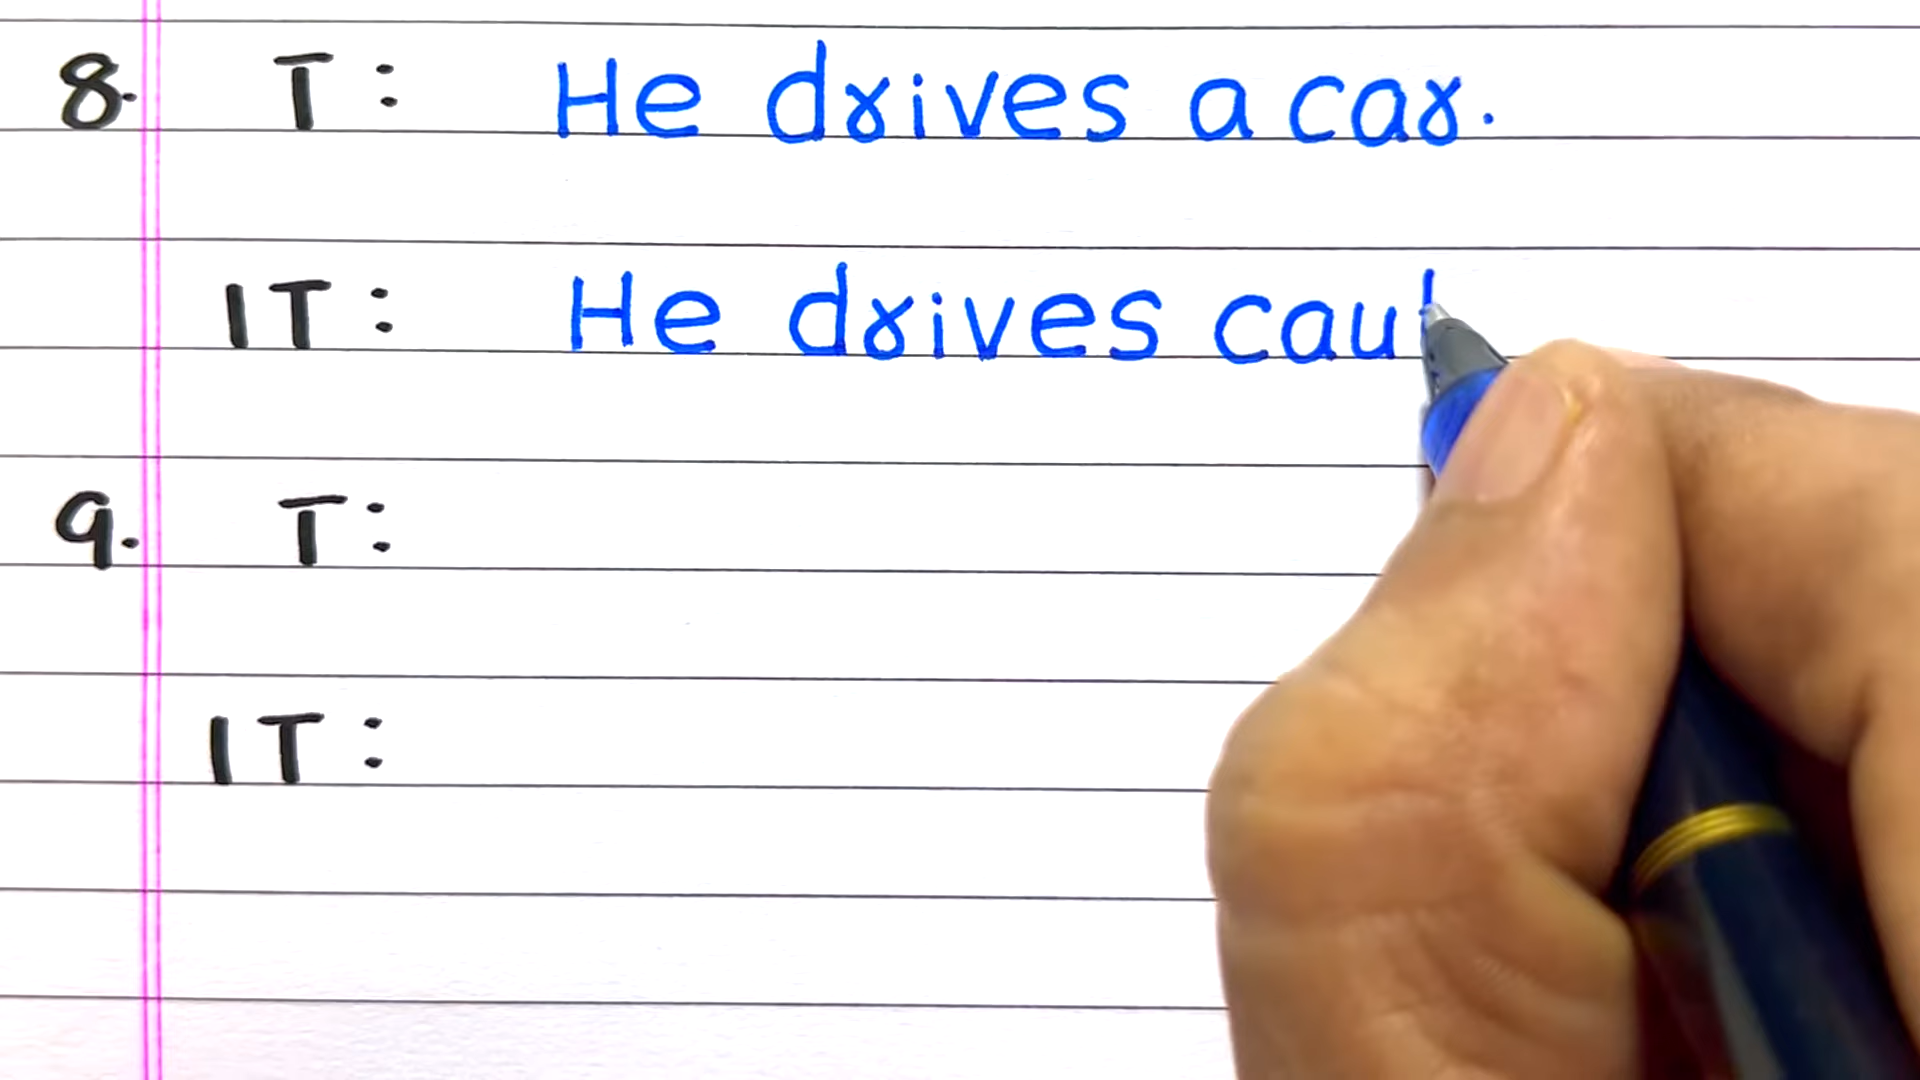 8. T: He drives a car.
IT: He drives cau
9. T:
IT: